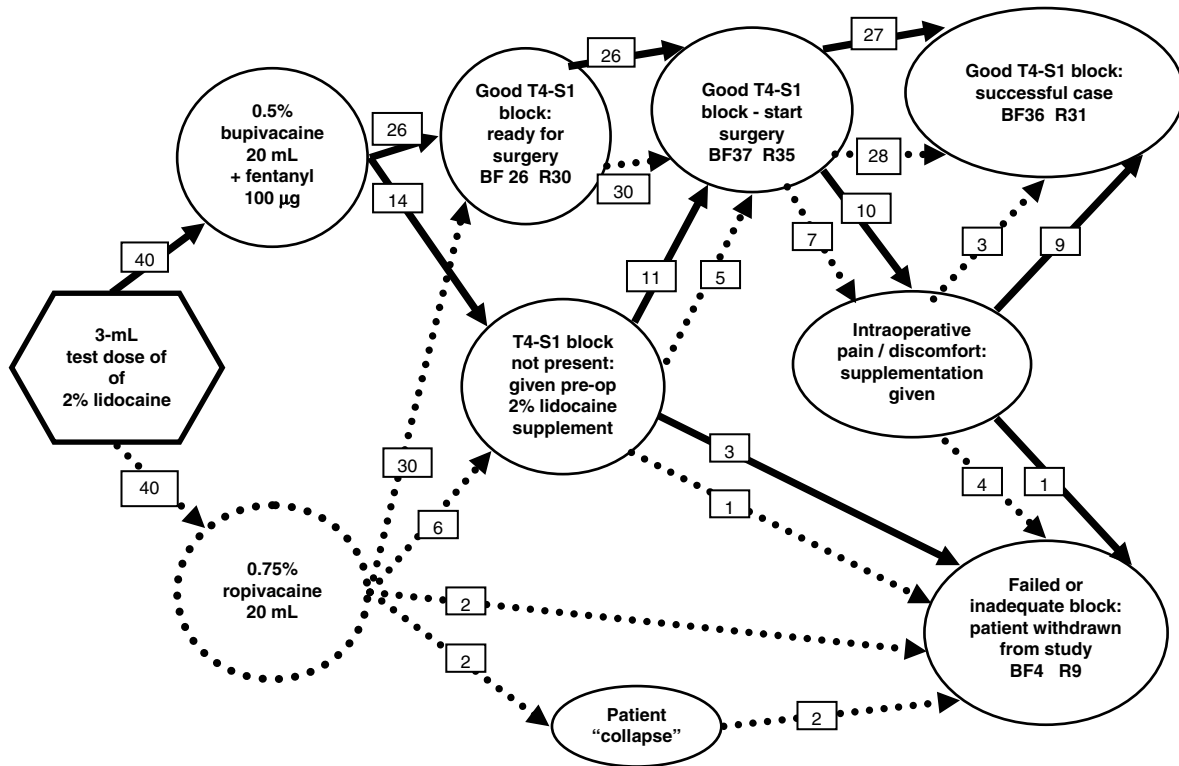 3-mL
test dose of
of
2% lidocaine
40
40
0.5%
bupivacaine
20 mL
+ fentanyl
100 µg
0.75%
ropivacaine
20 mL
26
14
30
6
2
2
Good T4-S1
block:
ready for
surgery
BF 26 R30
T4-S1 block
not present:
given pre-op
2% lidocaine
supplement
Patient
“collapse”
26
30
11
5
3
1
2
Good T4-S1
block - start
surgery
BF37 R35
27
28
10
7
Intraoperative
pain / discomfort:
supplementation
given
3
9
4
1
Good T4-S1 block:
successful case
BF36 R31
Failed or
inadequate block:
patient withdrawn
from study
BF4 R9